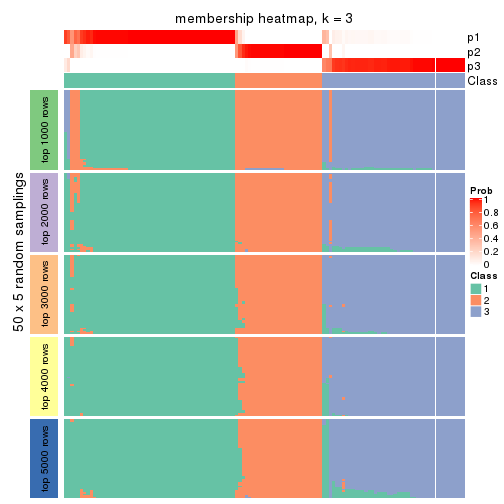 membership heatmap, k = 3
p1
p2
p3
Class
50 x 5 random samplings
top 1000 rows
top 2000 rows
top 3000 rows
top 4000 rows
top 5000 rows
Prob
1
0.8
0.6
0.4
0.2
0
Class
1
2
3